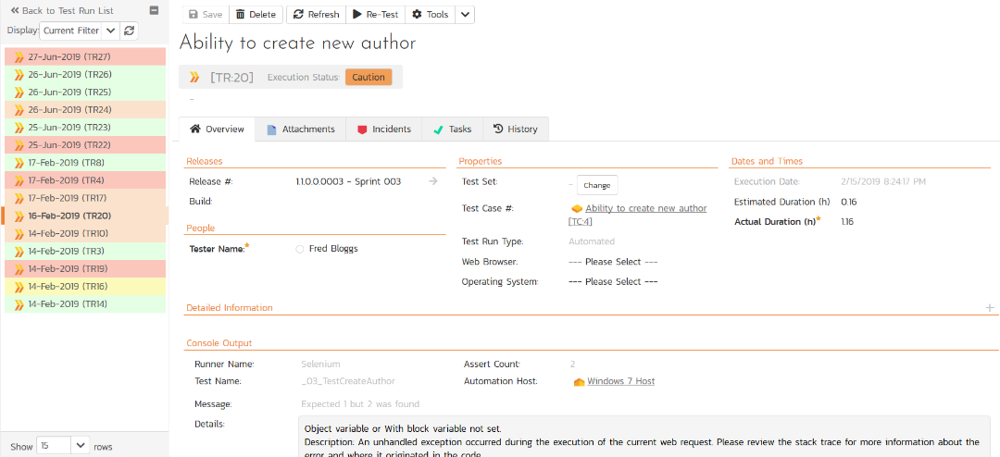 Back to Test Run List
Display: Current Filter
27-Jun-2019 (TR27)
26-Jun-2019 (TR26)
26-Jun-2019 (TR25)
26-Jun-2019 (TR24)
25-Jun-2019 (TR23)
25-Jun-2019 (TR22)
17-Feb-2019 (TR8)
17-Feb-2019 (TR4)
17-Feb-2019 (TR17)
16-Feb-2019 (TR20)
14-Feb-2019 (TR10)
14-Feb-2019 (TR3)
14-Feb-2019 (TR19)
14-Feb-2019 (TR16)
14-Feb-2019 (TR14)
Show 15 rows
Save Delete Refresh Re-Test Tools
Ability to create new author
[TR:20] Execution Status: Caution
-
Overview Attachments Incidents Tasks History
Releases
Release #: 1.1.0.0.0003 - Sprint 003
Build:
People
Tester Name:* Fred Bloggs
Properties
Test Set: - Change
Test Case #: Ability to create new author
[TC:4]
Test Run Type: Automated
Web Browser: --- Please Select ---
Operating System: --- Please Select ---
Dates and Times
Execution Date: 2/15/2019 8:24:17 PM
Estimated Duration (h) 0.16
Actual Duration (h)* 1.16
Detailed Information
Console Output
Runner Name: Selenium Assert Count: 2
Test Name: _03_TestCreateAuthor Automation Host: Windows 7 Host
Message: Expected 1 but 2 was found
Details: Object variable or With block variable not set.
Description: An unhandled exception occurred during the execution of the current web request. Please review the stack trace for more information about the
error and where it originated in the code.